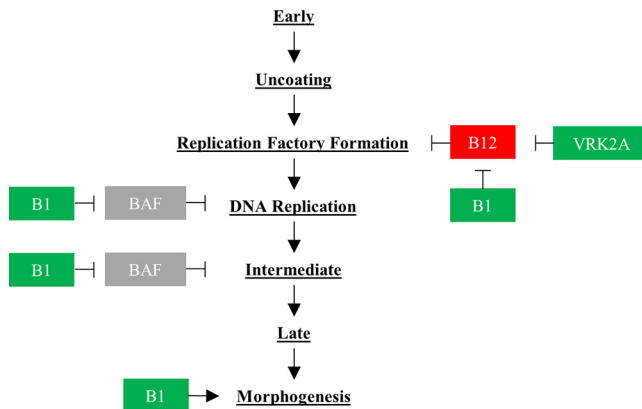 Early
Uncoating
Replication Factory Formation
B12
VRK2A
B1
BAF
DNA Replication
B1
B1
BAF
Intermediate
Late
B1
Morphogenesis